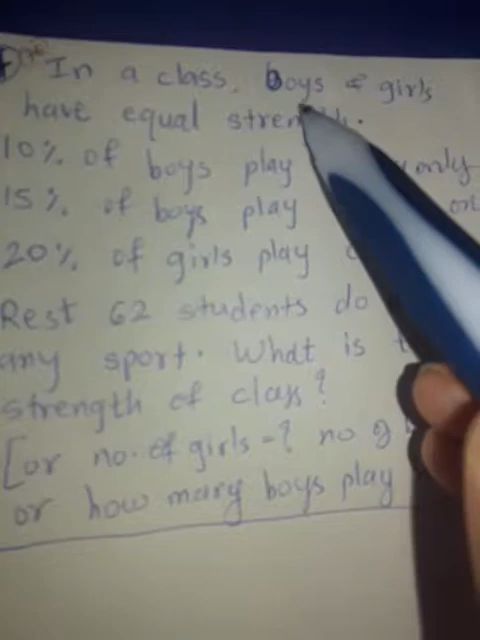 In a class, Boys & girls
have equal stren
10% of boys play only
15% of boys play
20% of girls play
Rest 62 students do
any sport. What is
strength of class?
[or no. of girls =? no
or how many boys play